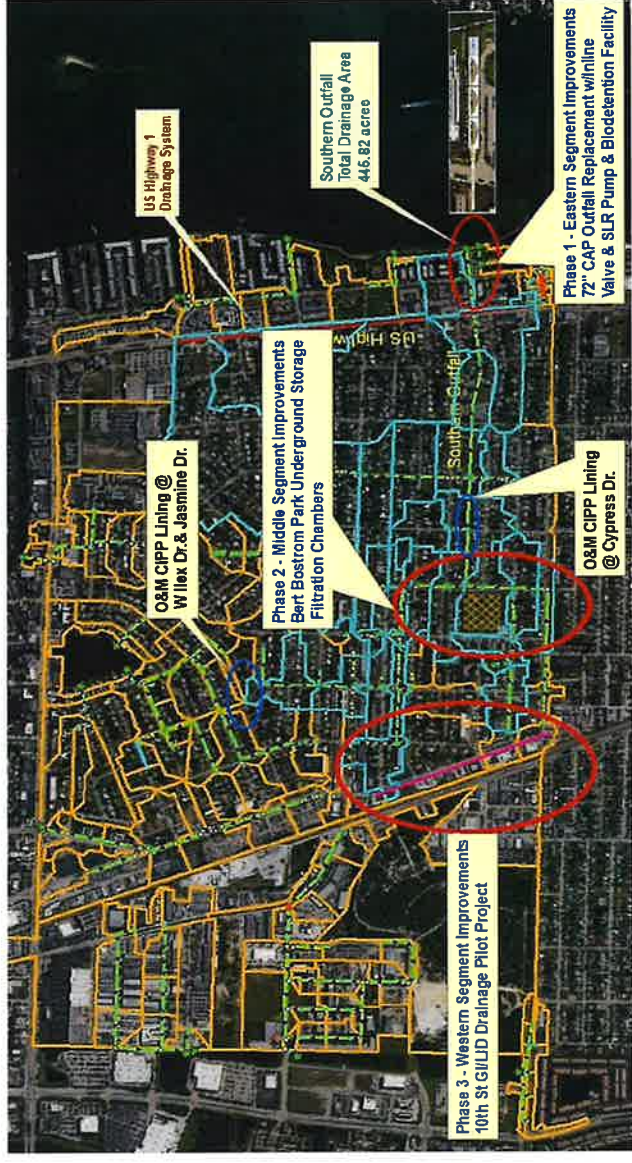 US Highway 1
Drainage System
Southern Outfall
Total Drainage Area
445.82 acres
Phase 1 - Eastern Segment Improvements
72" CAP Outfall Replacement w/Inline
Valve & SLR Pump & Biodetention Facility
O&M CIPP Lining @
W Ilex Dr. & Jasmine Dr.
Phase 2 - Middle Segment Improvements
Bert Bostrom Park Underground Storage
Filtration Chambers
US Highw
Southern Outfall
O&M CIPP Lining
@ Cypress Dr.
Phase 3 - Western Segment Improvements
10th St GI/LID Drainage Pilot Project